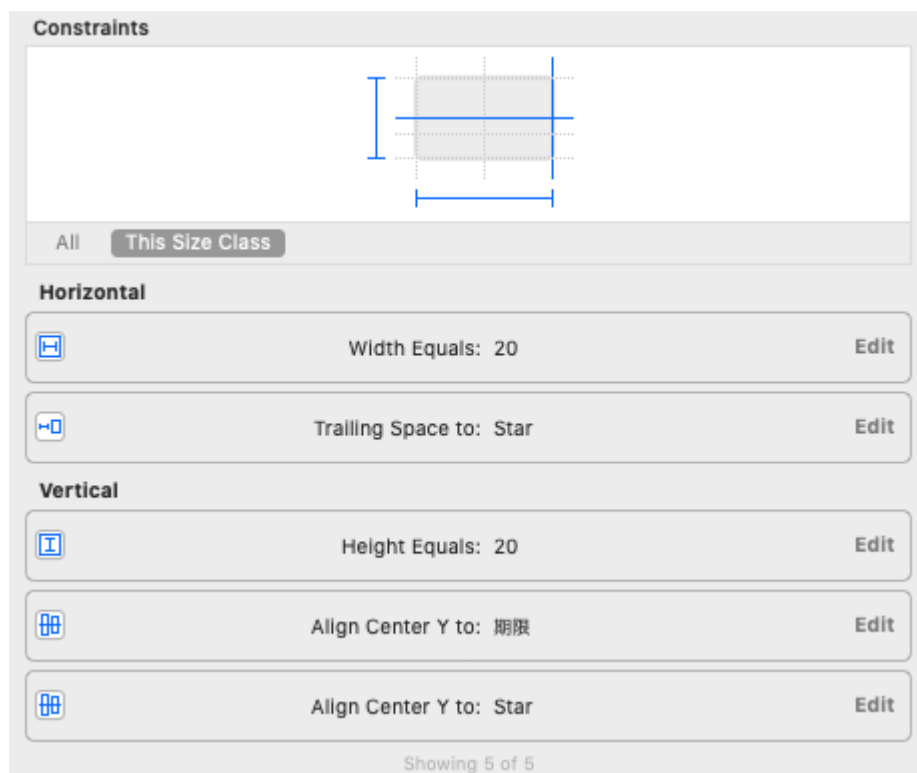 Constraints
All This Size Class
Horizontal
Width Equals: 20 Edit
Trailing Space to: Star Edit
Vertical
Height Equals: 20 Edit
Align Center Y to: 期限 Edit
Align Center Y to: Star Edit
Showing 5 of 5